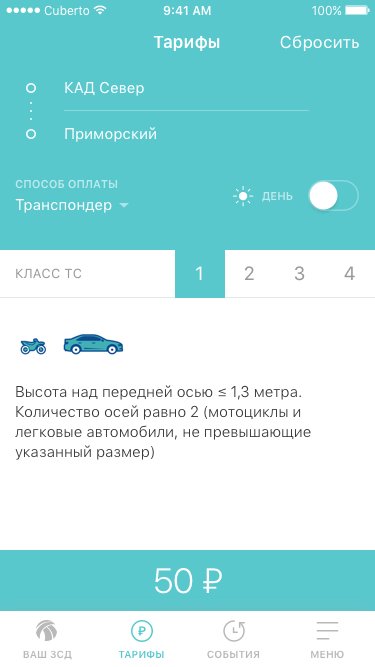 Cuberto 9:41 AM 100%
Тарифы Сбросить
КАД Север
Приморский
СПОСОБ ОПЛАТЫ
Транспондер
ДЕНЬ
КЛАСС ТС 1 2 3 4
Высота над передней осью ≤ 1,3 метра.
Количество осей равно 2 (мотоциклы и
легковые автомобили, не превышающие
указанный размер)
50 ₽
₽
ВАШ ЗСД ТАРИФЫ СОБЫТИЯ МЕНЮ